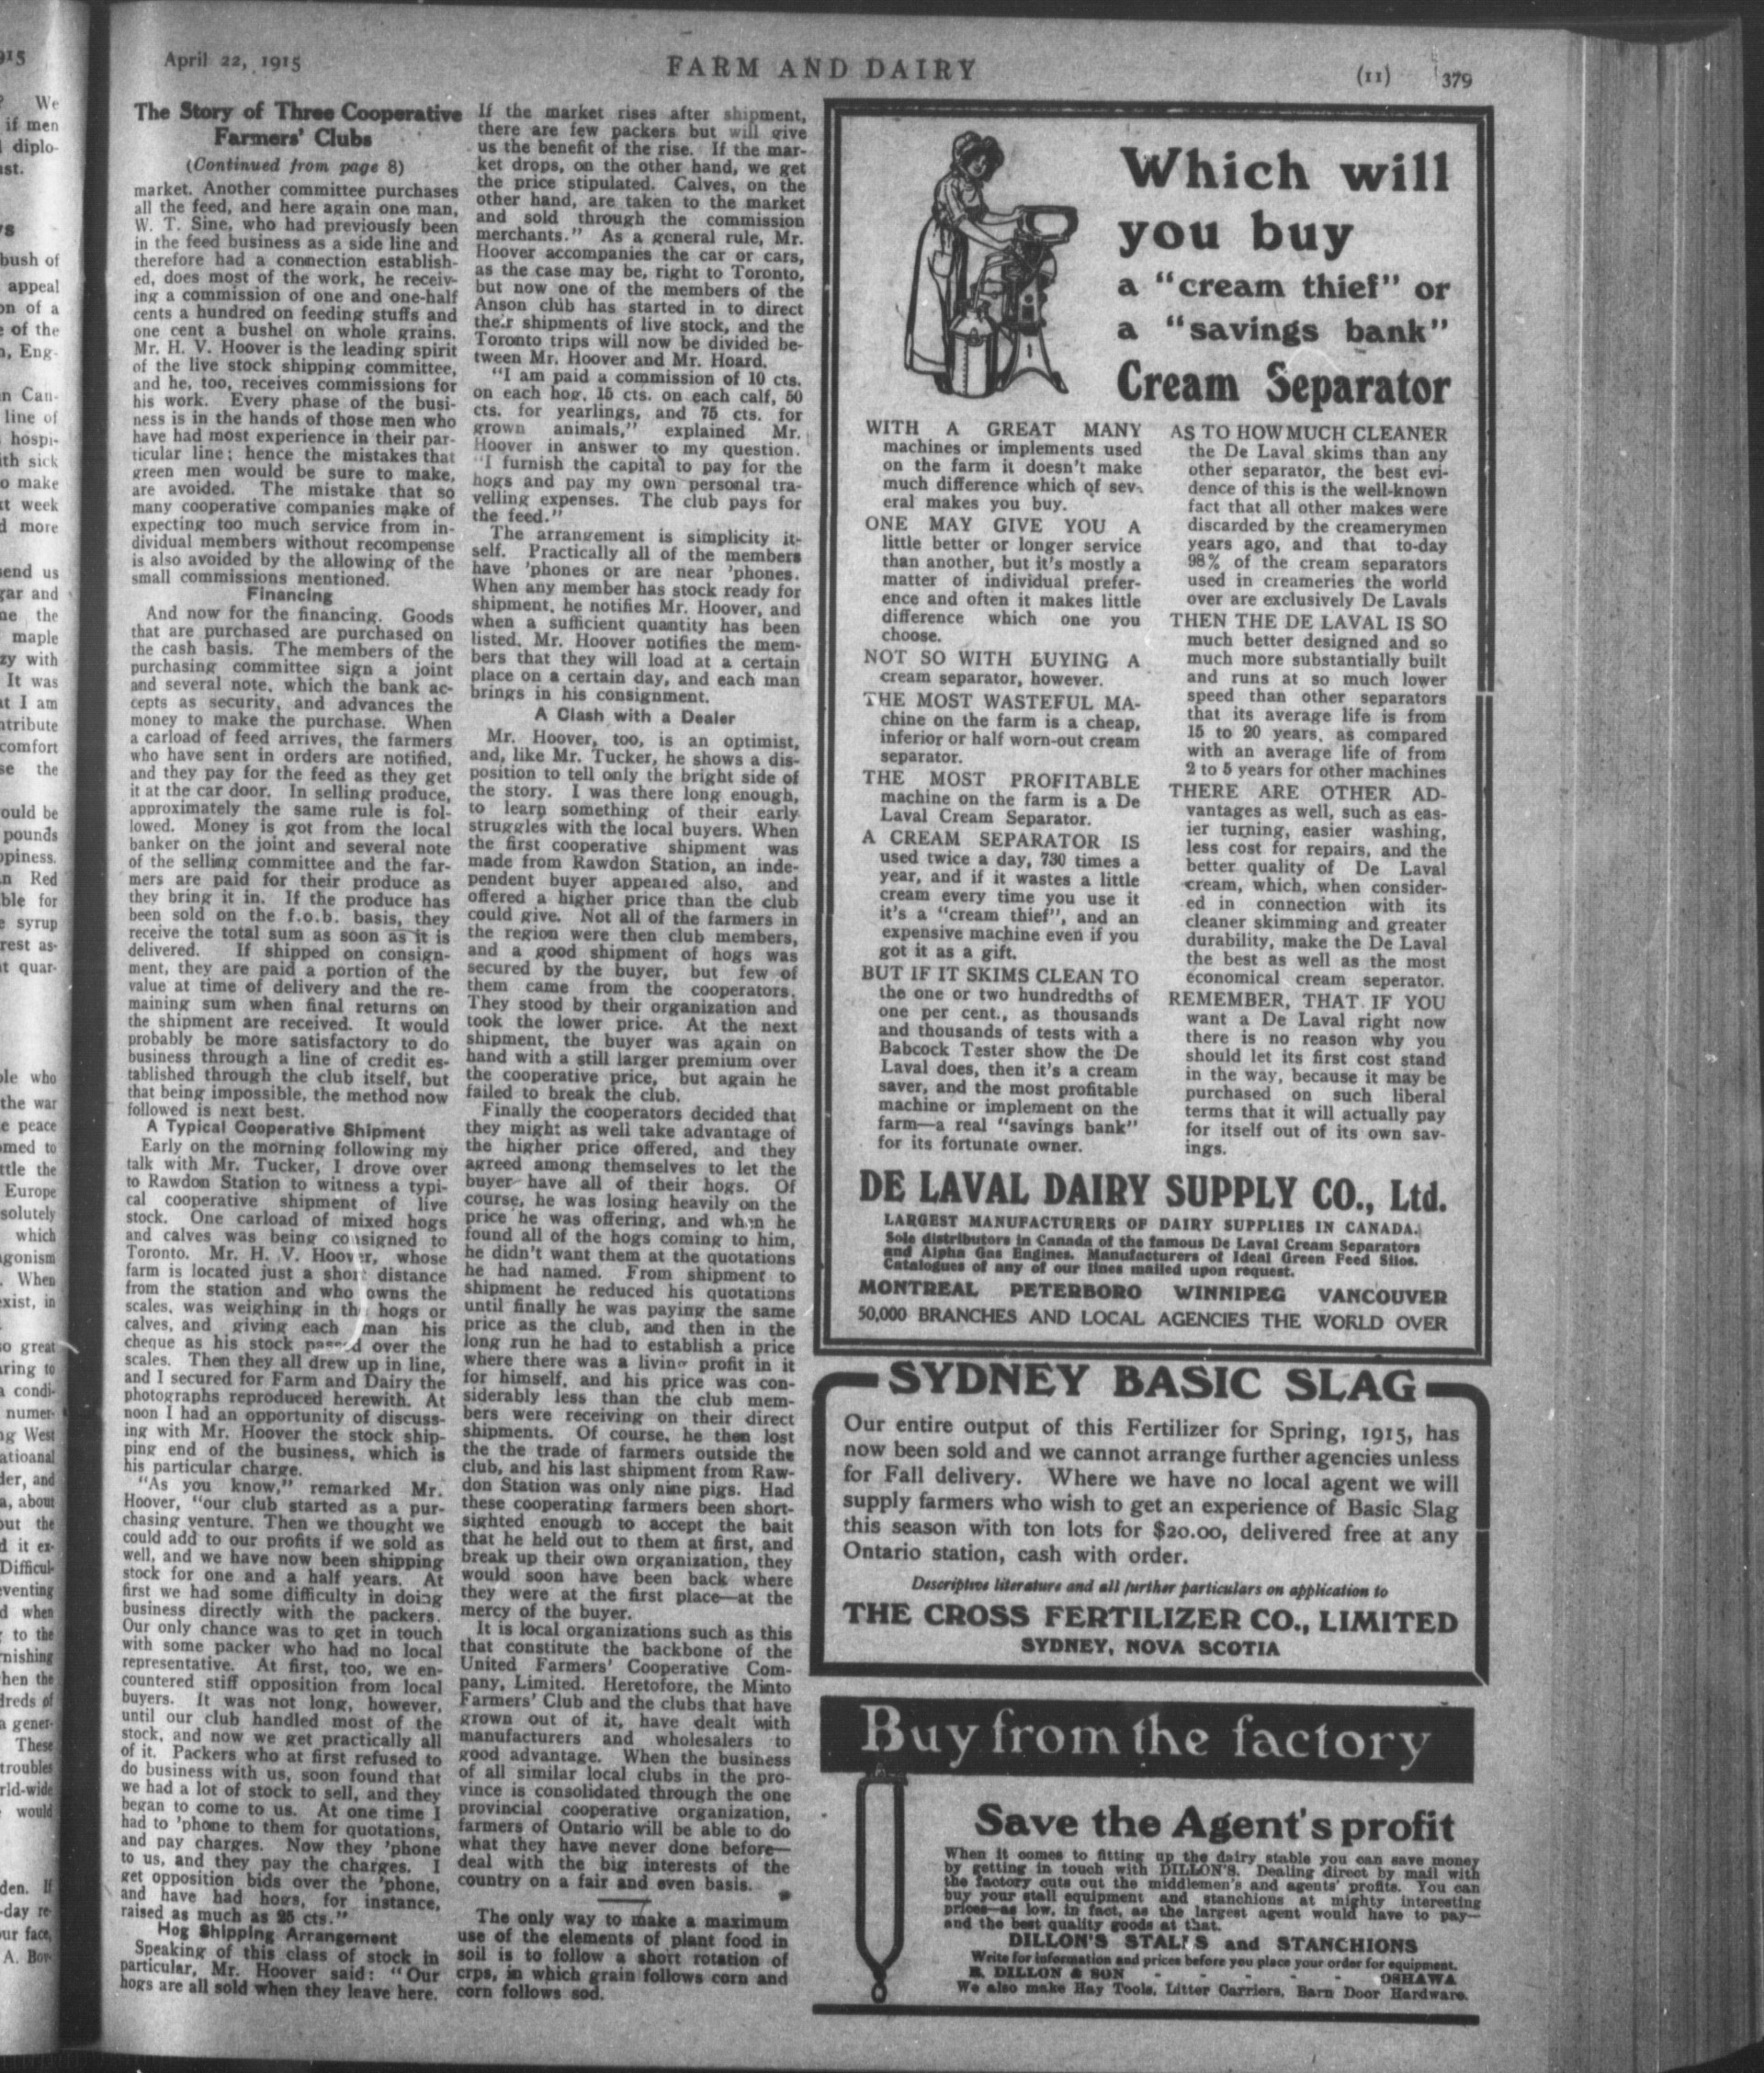 April 22, 1915
FARM AND DAIRY
(11) 379
The Story of Three Cooperative
Farmers' Clubs
(Continued from page 8)
market. Another committee purchases
all the feed, and here again one man,
W. T. Sine, who had previously been
in the feed business as a side line and
therefore had a connection establish-
ed, does most of the work, he receiv-
ing a commission of one and one-half
cents a hundred on feeding stuffs and
one cent a bushel on whole grains.
Mr. H. V. Hoover is the leading spirit
of the live stock shipping committee,
and he, too, receives commissions for
his work. Every phase of the busi-
ness is in the hands of those men who
have had most experience in their par-
ticular line; hence the mistakes that
green men would be sure to make,
are avoided. The mistake that so
many cooperative companies make of
expecting too much service from in-
dividual members without recompense
is also avoided by the allowing of the
small commissions mentioned.
Financing
And now for the financing. Goods
that are purchased are purchased on
the cash basis. The members of the
purchasing committee sign a joint
and several note, which the bank ac-
cepts as security, and advances the
money to make the purchase. When
a carload of feed arrives, the farmers
who have sent in orders are notified,
and they pay for the feed as they get
it at the car door. In selling produce,
approximately the same rule is fol-
lowed. Money is got from the local
banker on the joint and several note
of the selling committee and the far-
mers are paid for their produce as
they bring it in. If the produce has
been sold on the f.o.b. basis, they
receive the total sum as soon as it is
delivered. If shipped on consign-
ment, they are paid a portion of the
value at time of delivery and the re-
maining sum when final returns on
the shipment are received. It would
probably be more satisfactory to do
business through a line of credit es-
tablished through the club itself, but
that being impossible, the method now
followed is next best.
A Typical Cooperative Shipment
Early on the morning following my
talk with Mr. Tucker, I drove over
to Rawdon Station to witness a typi-
cal cooperative shipment of live
stock. One carload of mixed hogs
and calves was being consigned to
Toronto. Mr. H. V. Hoover, whose
farm is located just a short distance
from the station and who owns the
scales, was weighing in the hogs or
calves, and giving each man his
cheque as his stock passed over the
scales. Then they all drew up in line,
and I secured for Farm and Dairy the
photographs reproduced herewith. At
noon I had an opportunity of discuss-
ing with Mr. Hoover the stock ship-
ping end of the business, which is
his particular charge.
"As you know," remarked Mr.
Hoover, "our club started as a pur-
chasing venture. Then we thought we
could add to our profits if we sold as
well, and we have now been shipping
stock for one and a half years. At
first we had some difficulty in doing
business directly with the packers.
Our only chance was to get in touch
with some packer who had no local
representative. At first, too, we en-
countered stiff opposition from local
buyers. It was not long, however,
until our club handled most of the
stock, and now we get practically all
of it. Packers who at first refused to
do business with us, soon found that
we had a lot of stock to sell, and they
began to come to us. At one time I
had to 'phone to them for quotations,
and pay charges. Now they 'phone
to us, and they pay the charges. I
get opposition bids over the 'phone,
and have had hogs, for instance,
raised as much as 25 cts."
Hog Shipping Arrangement
Speaking of this class of stock in
particular, Mr. Hoover said: "Our
hogs are all sold when they leave here.
If the market rises after shipment,
there are few packers but will give
us the benefit of the rise. If the mar-
ket drops, on the other hand, we get
the price stipulated. Calves, on the
other hand, are taken to the market
and sold through the commission
merchants." As a general rule, Mr.
Hoover accompanies the car or cars,
as the case may be, right to Toronto,
but now one of the members of the
Anson club has started in to direct
their shipments of live stock, and the
Toronto trips will now be divided be-
tween Mr. Hoover and Mr. Hoard.
"I am paid a commission of 10 cts.
on each hog, 15 cts. on each calf, 50
cts. for yearlings, and 75 cts. for
grown animals," explained Mr.
Hoover in answer to my question.
"I furnish the capital to pay for the
hogs and pay my own personal tra-
velling expenses. The club pays for
the feed."
The arrangement is simplicity it-
self. Practically all of the members
have 'phones or are near 'phones.
When any member has stock ready for
shipment, he notifies Mr. Hoover, and
when a sufficient quantity has been
listed, Mr. Hoover notifies the mem-
bers that they will load at a certain
place on a certain day, and each man
brings in his consignment.
A Clash with a Dealer
Mr. Hoover, too, is an optimist,
and, like Mr. Tucker, he shows a dis-
position to tell only the bright side of
the story. I was there long enough,
to learn something of their early
struggles with the local buyers. When
the first cooperative shipment was
made from Rawdon Station, an inde-
pendent buyer appeared also, and
offered a higher price than the club
could give. Not all of the farmers in
the region were then club members,
and a good shipment of hogs was
secured by the buyer, but few of
them came from the cooperators.
They stood by their organization and
took the lower price. At the next
shipment, the buyer was again on
hand with a still larger premium over
the cooperative price, but again he
failed to break the club.
Finally the cooperators decided that
they might as well take advantage of
the higher price offered, and they
agreed among themselves to let the
buyer have all of their hogs. Of
course, he was losing heavily on the
price he was offering, and when he
found all of the hogs coming to him,
he didn't want them at the quotations
he had named. From shipment to
shipment he reduced his quotations
until finally he was paying the same
price as the club, and then in the
long run he had to establish a price
where there was a living profit in it
for himself, and his price was con-
siderably less than the club mem-
bers were receiving on their direct
shipments. Of course, he then lost
the the trade of farmers outside the
club, and his last shipment from Raw-
don Station was only nine pigs. Had
these cooperating farmers been short-
sighted enough to accept the bait
that he held out to them at first, and
break up their own organization, they
would soon have been back where
they were at the first place—at the
mercy of the buyer.
It is local organizations such as this
that constitute the backbone of the
United Farmers' Cooperative Com-
pany, Limited. Heretofore, the Minto
Farmers' Club and the clubs that have
grown out of it, have dealt with
manufacturers and wholesalers to
good advantage. When the business
of all similar local clubs in the pro-
vince is consolidated through the one
provincial cooperative organization,
farmers of Ontario will be able to do
what they have never done before—
deal with the big interests of the
country on a fair and even basis.
The only way to make a maximum
use of the elements of plant food in
soil is to follow a short rotation of
crps, in which grain follows corn and
corn follows sod.
Which will
you buy
a "cream thief" or
a "savings bank"
Cream Separator
WITH A GREAT MANY
machines or implements used
on the farm it doesn't make
much difference which of sev-
eral makes you buy.
ONE MAY GIVE YOU A
little better or longer service
than another, but it's mostly a
matter of individual prefer-
ence and often it makes little
difference which one you
choose.
NOT SO WITH BUYING A
cream separator, however.
THE MOST WASTEFUL MA-
chine on the farm is a cheap,
inferior or half worn-out cream
separator.
THE MOST PROFITABLE
machine on the farm is a De
Laval Cream Separator.
A CREAM SEPARATOR IS
used twice a day, 730 times a
year, and if it wastes a little
cream every time you use it
it's a "cream thief", and an
expensive machine even if you
got it as a gift.
BUT IF IT SKIMS CLEAN TO
the one or two hundredths of
one per cent., as thousands
and thousands of tests with a
Babcock Tester show the De
Laval does, then it's a cream
saver, and the most profitable
machine or implement on the
farm—a real "savings bank"
for its fortunate owner.
AS TO HOW MUCH CLEANER
the De Laval skims than any
other separator, the best evi-
dence of this is the well-known
fact that all other makes were
discarded by the creamerymen
years ago, and that to-day
98% of the cream separators
used in creameries the world
over are exclusively De Lavals
THEN THE DE LAVAL IS SO
much better designed and so
much more substantially built
and runs at so much lower
speed than other separators
that its average life is from
15 to 20 years, as compared
with an average life of from
2 to 5 years for other machines
THERE ARE OTHER AD-
vantages as well, such as eas-
ier turning, easier washing,
less cost for repairs, and the
better quality of De Laval
cream, which, when consider-
ed in connection with its
cleaner skimming and greater
durability, make the De Laval
the best as well as the most
economical cream seperator.
REMEMBER, THAT IF YOU
want a De Laval right now
there is no reason why you
should let its first cost stand
in the way, because it may be
purchased on such liberal
terms that it will actually pay
for itself out of its own sav-
ings.
DE LAVAL DAIRY SUPPLY CO., Ltd.
LARGEST MANUFACTURERS OF DAIRY SUPPLIES IN CANADA.
Sole distributors in Canada of the famous De Laval Cream Separators
and Alpha Gas Engines. Manufacturers of Ideal Green Feed Silos.
Catalogues of any of our lines mailed upon request.
MONTREAL PETERBORO WINNIPEG VANCOUVER
50,000 BRANCHES AND LOCAL AGENCIES THE WORLD OVER
SYDNEY BASIC SLAG
Our entire output of this Fertilizer for Spring, 1915, has
now been sold and we cannot arrange further agencies unless
for Fall delivery. Where we have no local agent we will
supply farmers who wish to get an experience of Basic Slag
this season with ton lots for $20.00, delivered free at any
Ontario station, cash with order.
Descriptive literature and all further particulars on application to
THE CROSS FERTILIZER CO., LIMITED
SYDNEY, NOVA SCOTIA
Buy from the factory
Save the Agent's profit
When it comes to fitting up the dairy stable you can save money
by getting in touch with DILLON'S. Dealing direct by mail with
the factory cuts out the middlemen's and agents' profits. You can
buy your stall equipment and stanchions at mighty interesting
prices—as low, in fact, as the largest agent would have to pay—
and the best quality goods at that.
DILLON'S STALLS and STANCHIONS
Write for information and prices before you place your order for equipment.
R. DILLON & SON - - - - - OSHAWA
We also make Hay Tools, Litter Carriers, Barn Door Hardware.